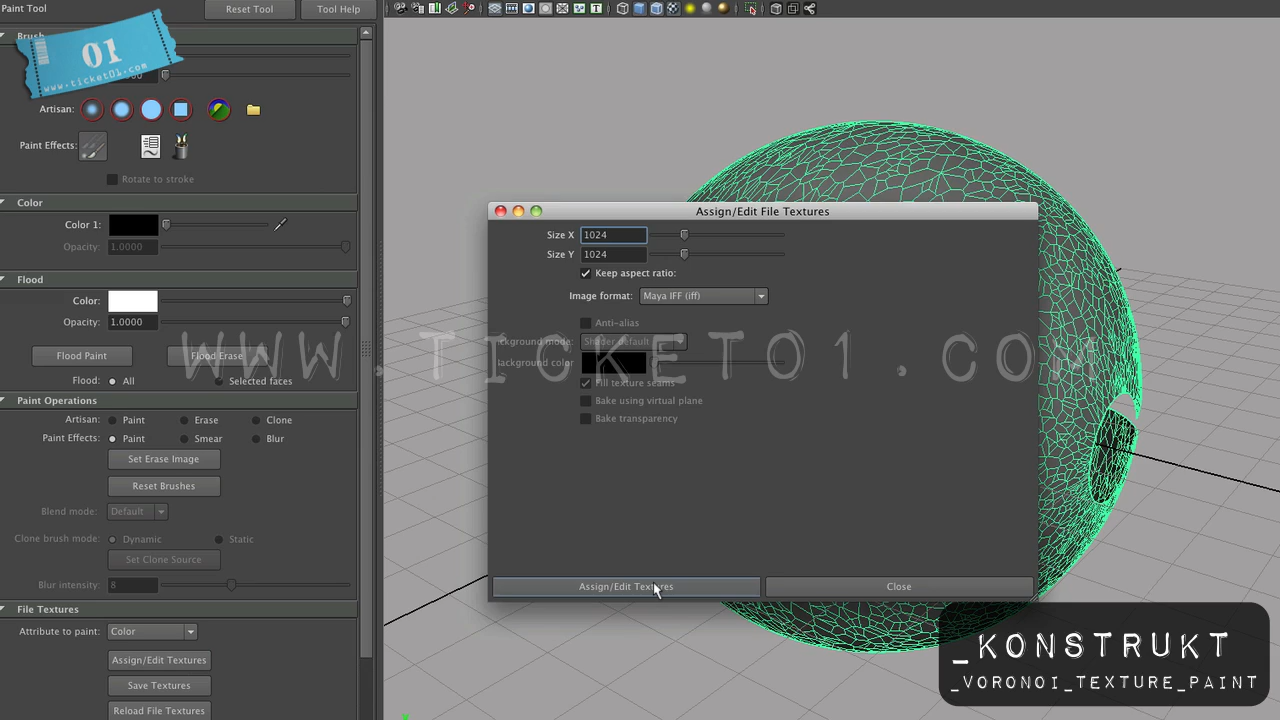 Paint Tool
Reset Tool
Tool Help
Brush
01
www.ticket01.com
Artisan:
Paint Effects:
Rotate to stroke
Color
Color 1:
Opacity: 1.0000
Flood
Color:
Opacity: 1.0000
Flood Paint
Flood Erase
Flood: All Selected faces
Paint Operations
Artisan: Paint Erase Clone
Paint Effects: Paint Smear Blur
Set Erase Image
Reset Brushes
Blend mode: Default
Clone brush mode: Dynamic Static
Set Clone Source
Blur intensity: 8
File Textures
Attribute to paint: Color
Assign/Edit Textures
Save Textures
Reload File Textures
Assign/Edit File Textures
Size X 1024
Size Y 1024
Keep aspect ratio:
Image format: Maya IFF (iff)
Anti-alias
ckground mode: Shader default
ackground color
Fill texture seams
Bake using virtual plane
Bake transparency
Assign/Edit Textures
Close
WWW.TICKET01.COM
_KONSTRUKT
_VORONOI_TEXTURE_PAINT